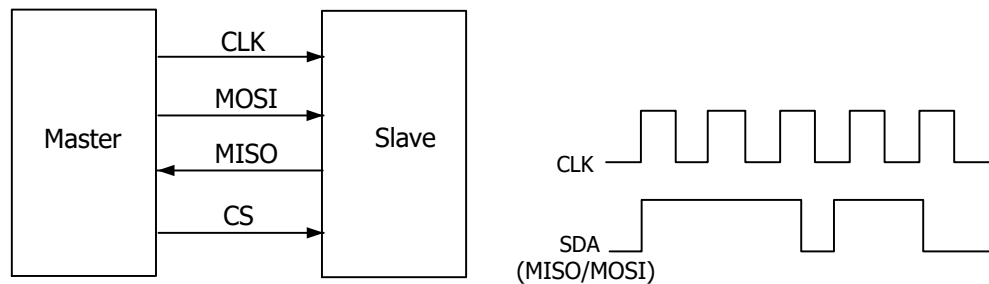 Master
CLK
MOSI
MISO
CS
Slave
CLK
SDA
(MISO/MOSI)